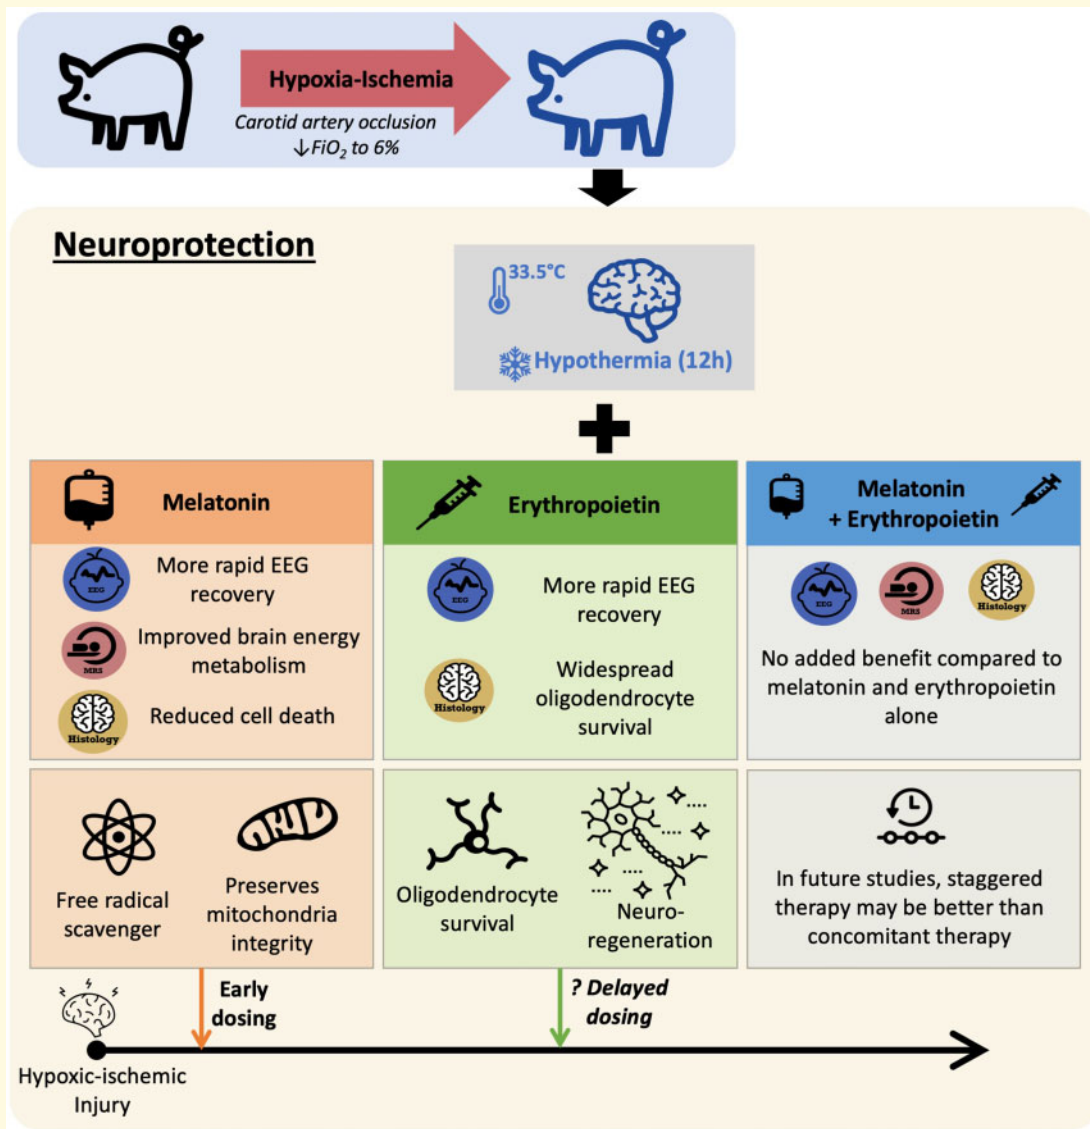 Hypoxia-Ischemia
Carotid artery occlusion
↓FiO₂ to 6%
Neuroprotection
33.5°C
Hypothermia (12h)
Melatonin
EEG
More rapid EEG
recovery
MRS
Improved brain energy
metabolism
Histology
Reduced cell death
Free radical
scavenger
Preserves
mitochondria
integrity
Erythropoietin
EEG
More rapid EEG
recovery
Histology
Widespread
oligodendrocyte
survival
Oligodendrocyte
survival
Neuro-
regeneration
Melatonin
+ Erythropoietin
EEG
MRS
Histology
No added benefit compared to
melatonin and erythropoietin
alone
In future studies, staggered
therapy may be better than
concomitant therapy
Early
dosing
? Delayed
dosing
Hypoxic-ischemic
Injury